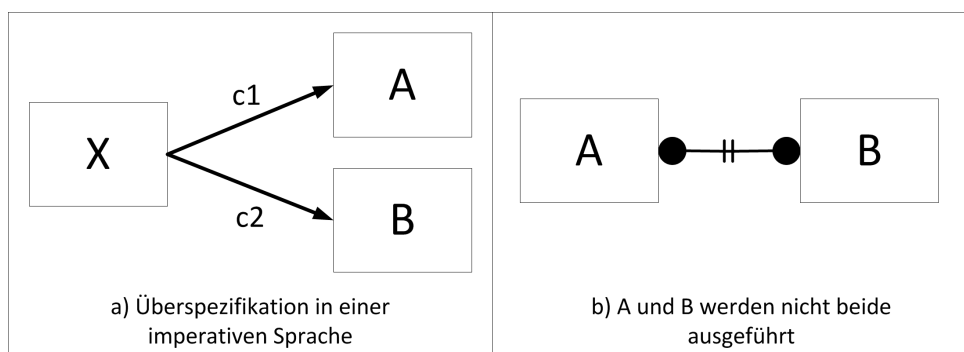 X
c1
A
c2
B
a) Überspezifikation in einer
imperativen Sprache
A
B
b) A und B werden nicht beide
ausgeführt